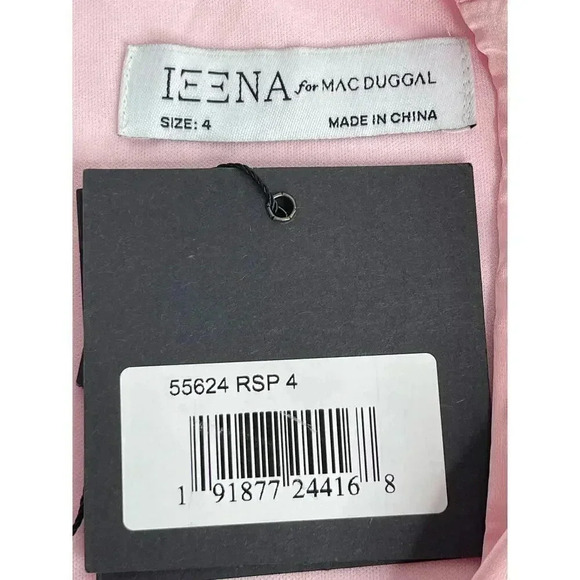 IEENA for MAC DUGGAL
SIZE: 4 MADE IN CHINA
55624 RSP 4
1 91877 24416 8